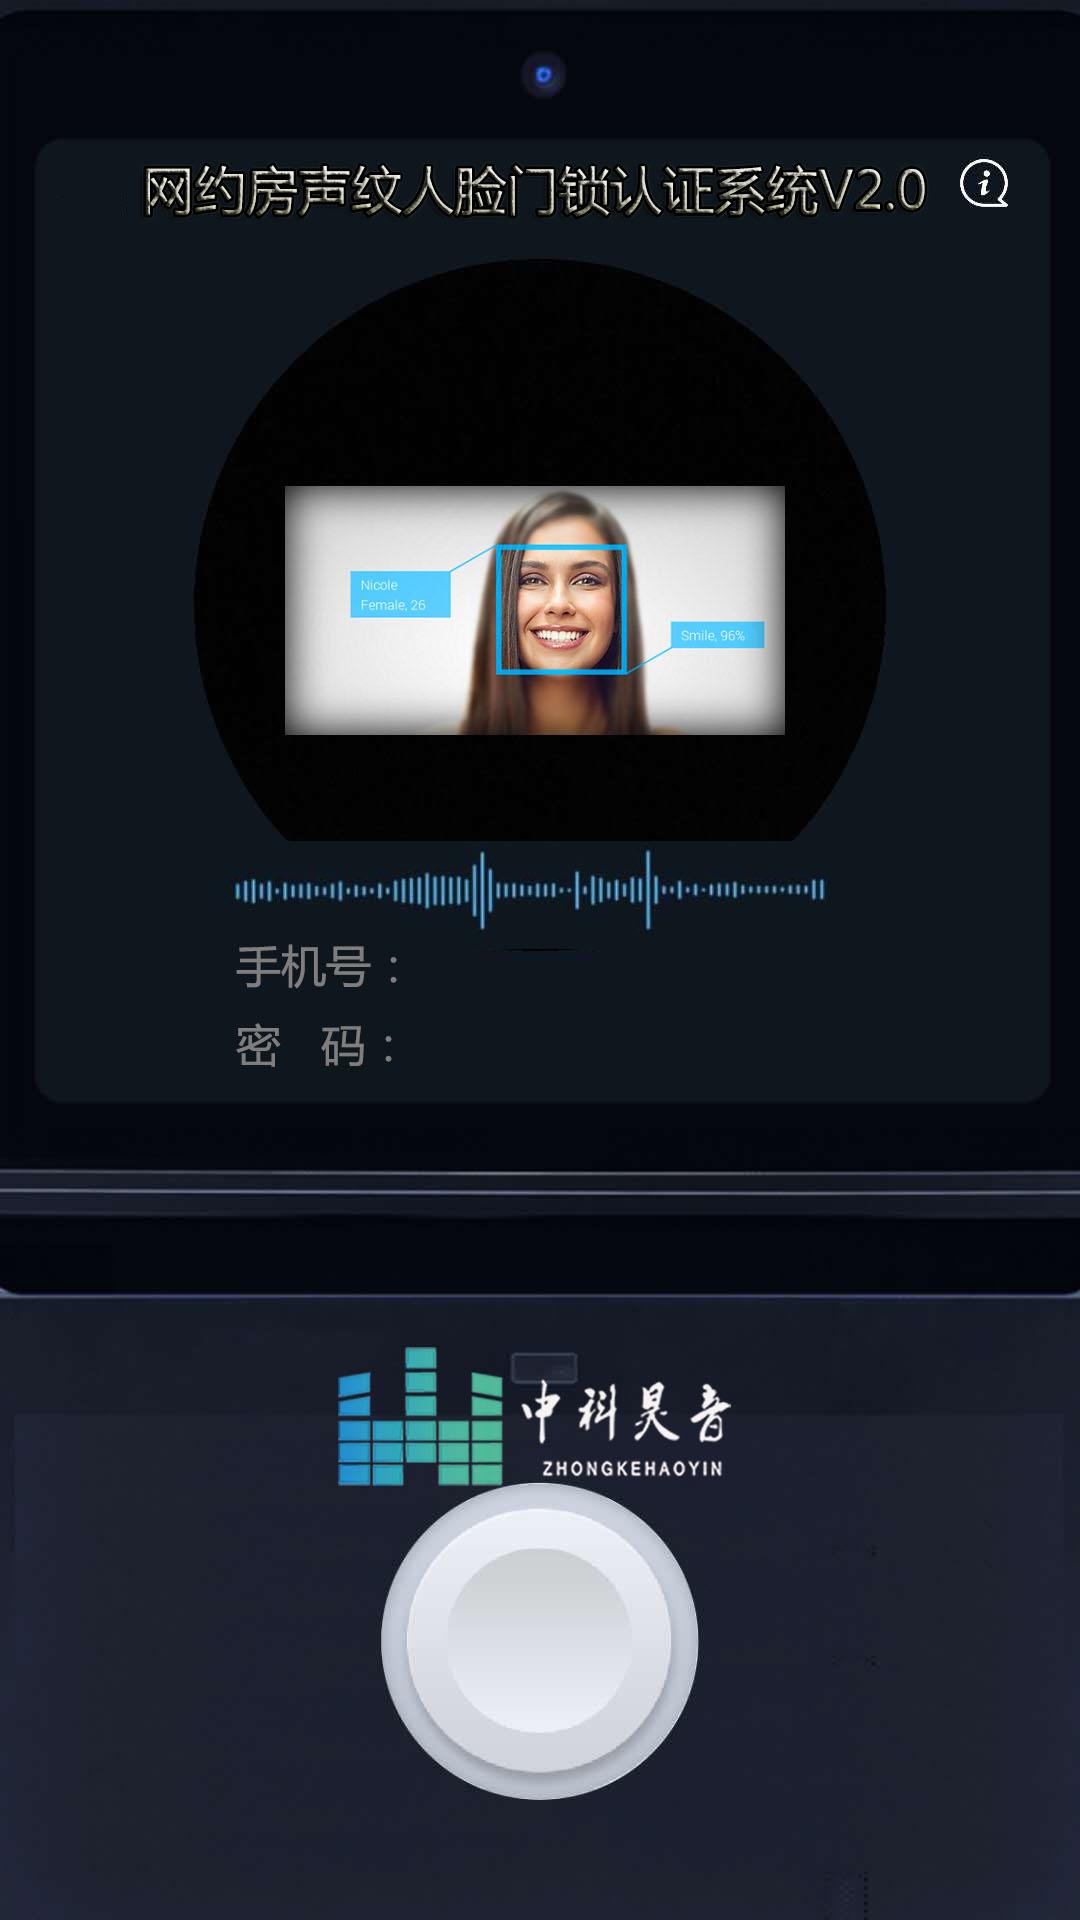 网约房声纹人脸门锁认证系统V2.0
i
Nicole
Female, 26
Smile, 96%
手机号：
密 码：
中科昊音
ZHONGKEHAOYIN